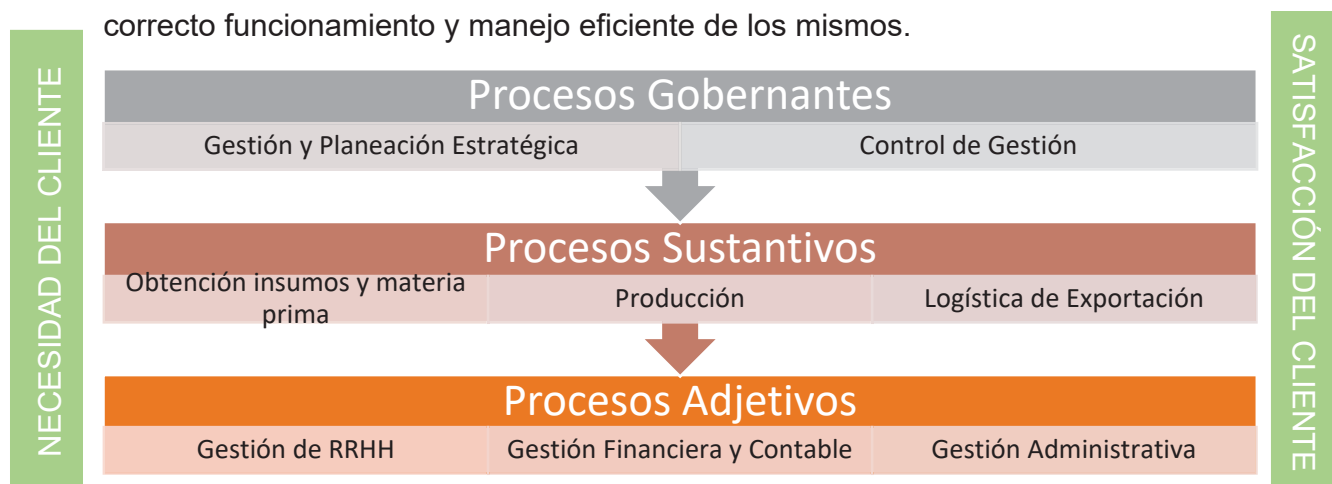 correcto funcionamiento y manejo eficiente de los mismos.
NECESIDAD DEL CLIENTE
Procesos Gobernantes
Gestión y Planeación Estratégica
Control de Gestión
Procesos Sustantivos
Obtención insumos y materia
prima
Producción
Logística de Exportación
Procesos Adjetivos
Gestión de RRHH
Gestión Financiera y Contable
Gestión Administrativa
SATISFACCIÓN DEL CLIENTE